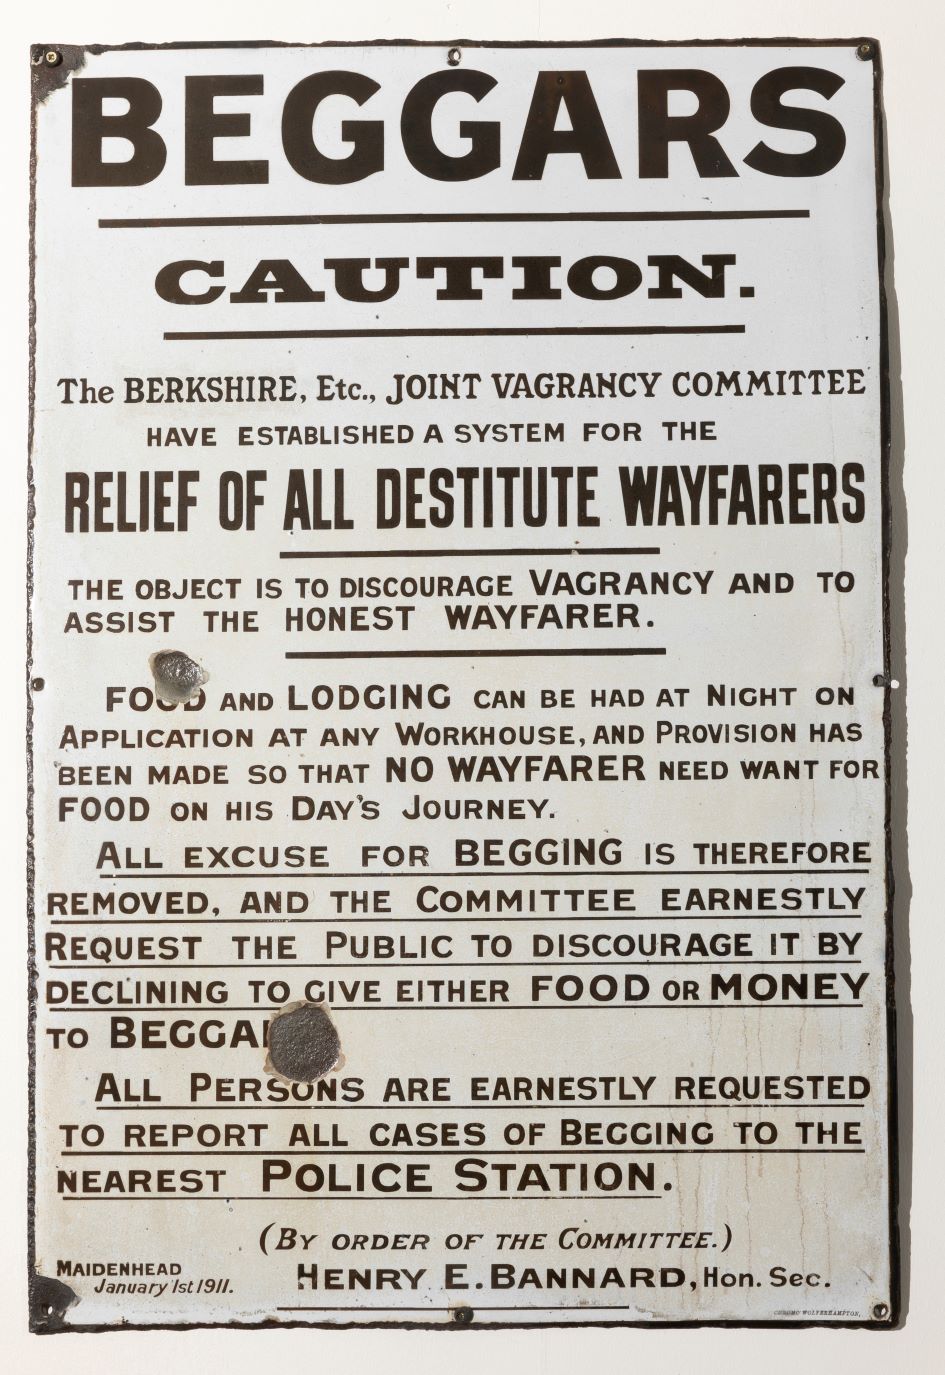 BEGGARS
CAUTION.
The BERKSHIRE, Etc., JOINT VAGRANCY COMMITTEE
HAVE ESTABLISHED A SYSTEM FOR THE
RELIEF OF ALL DESTITUTE WAYFARERS
THE OBJECT IS TO DISCOURAGE VAGRANCY AND TO
ASSIST THE HONEST WAYFARER.
FOOD AND LODGING CAN BE HAD AT NIGHT ON
APPLICATION AT ANY WORKHOUSE, AND PROVISION HAS
BEEN MADE SO THAT NO WAYFARER NEED WANT FOR
FOOD ON HIS DAY'S JOURNEY.
ALL EXCUSE FOR BEGGING IS THEREFORE
REMOVED, AND THE COMMITTEE EARNESTLY
REQUEST THE PUBLIC TO DISCOURAGE IT BY
DECLINING TO GIVE EITHER FOOD OR MONEY
TO BEGGA
ALL PERSONS ARE EARNESTLY REQUESTED
TO REPORT ALL CASES OF BEGGING TO THE
NEAREST POLICE STATION.
(BY ORDER OF THE COMMITTEE.)
MAIDENHEAD
January 1st 1911.
HENRY E. BANNARD, Hon. Sec.
CHROMO WOLVERHAMPTON.